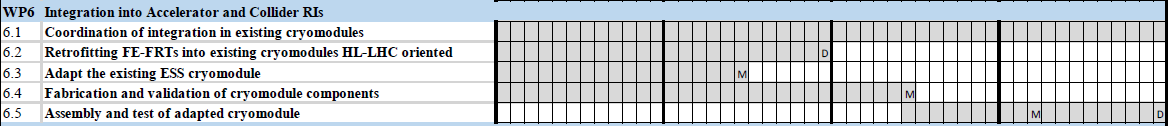 WP6 Integration into Accelerator and Collider RIs
6.1 Coordination of integration in existing cryomodules
6.2 Retrofitting FE-FRTs into existing cryomodules HL-LHC oriented D
6.3 Adapt the existing ESS cryomodule M
6.4 Fabrication and validation of cryomodule components M
6.5 Assembly and test of adapted cryomodule M D